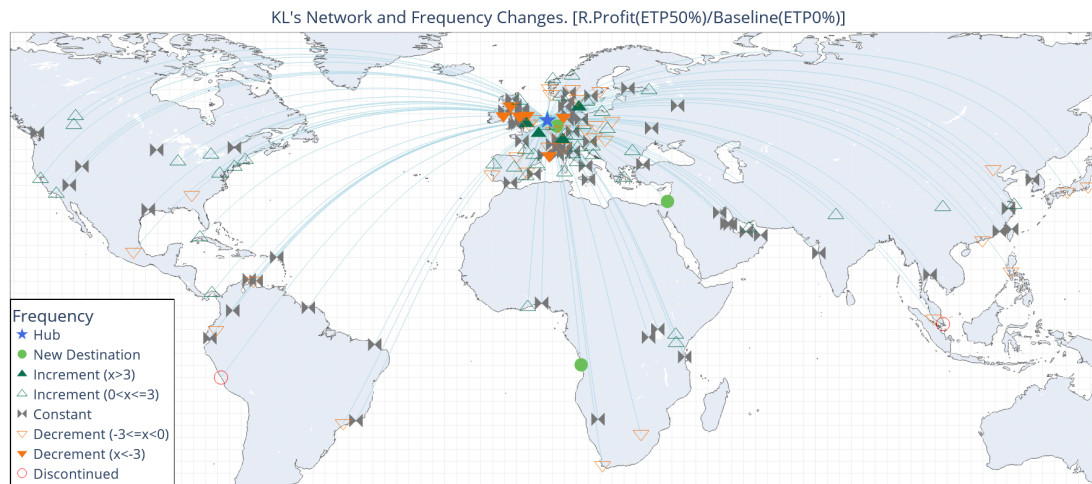 KL's Network and Frequency Changes. [R.Profit(ETP50%)/Baseline(ETP0%)]
Frequency
Hub
New Destination
Increment (x>3)
Increment (0<x<=3)
Constant
Decrement (-3<=x<0)
Decrement (x<-3)
Discontinued